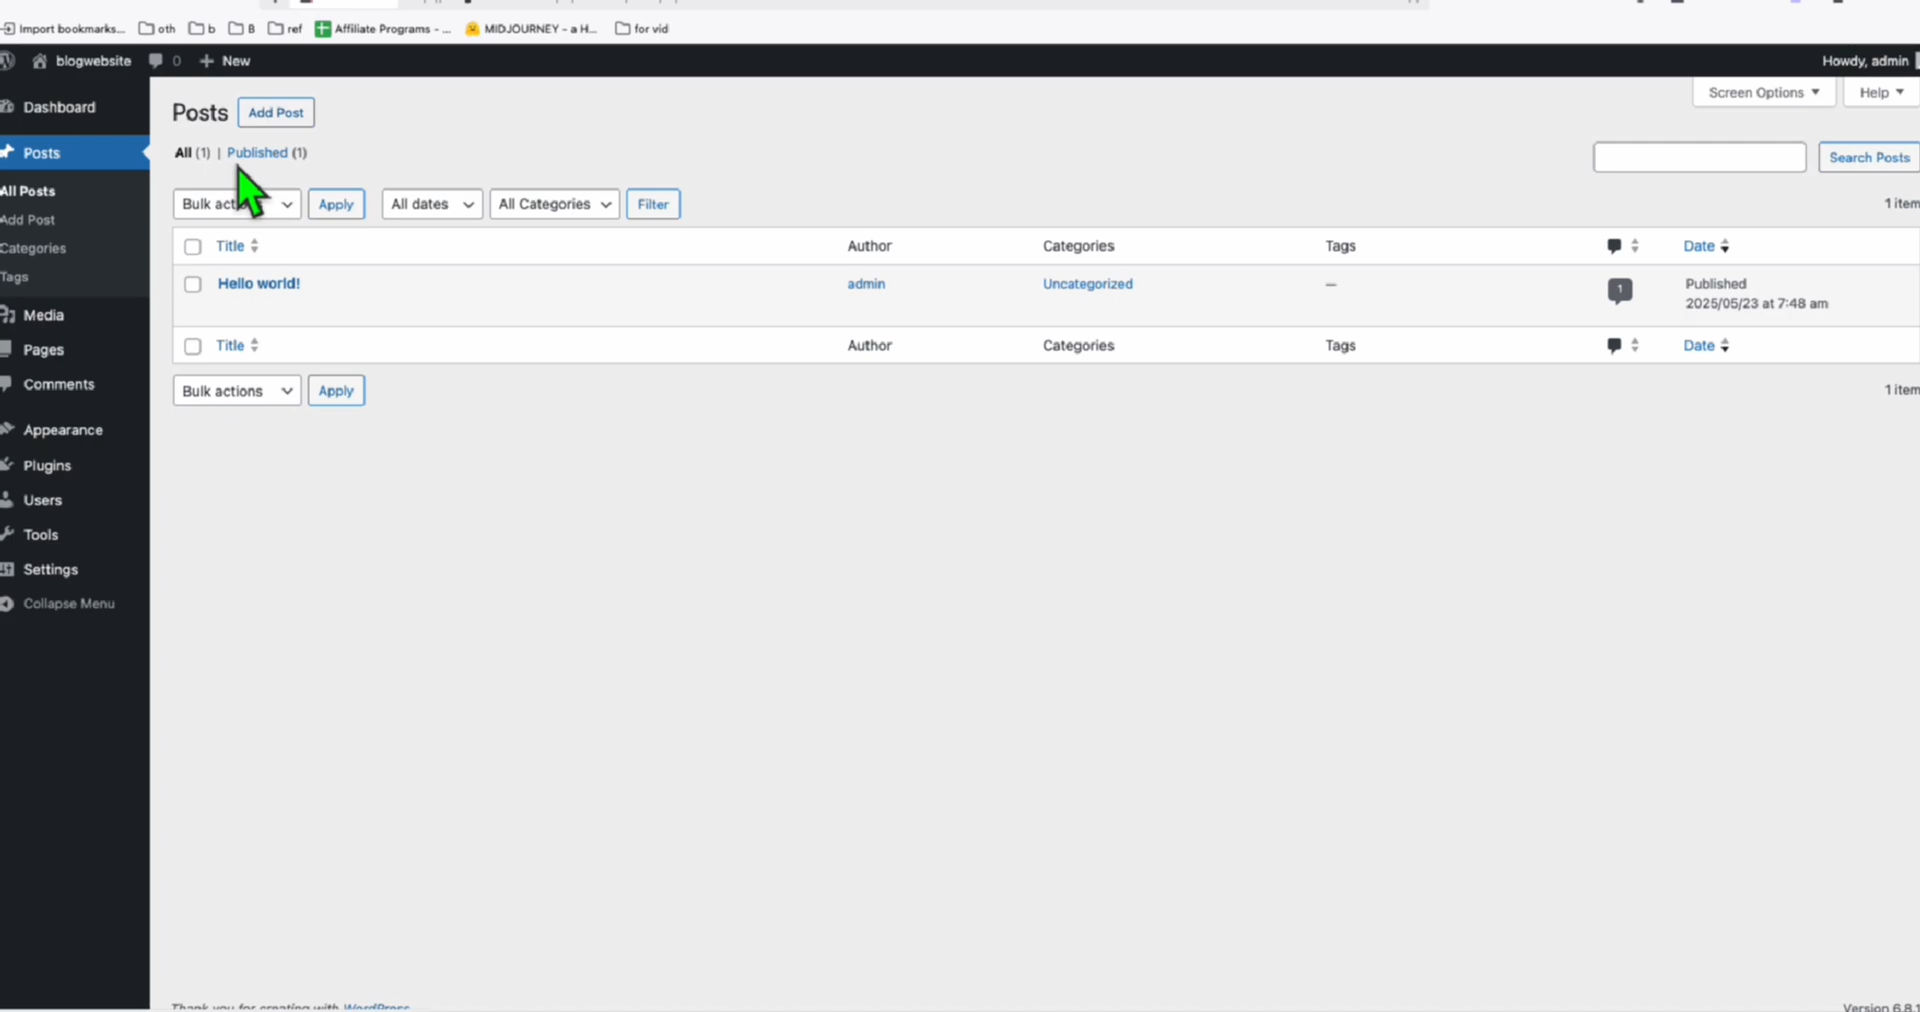 Import bookmarks... oth b B ref Affiliate Programs - ... MIDJOURNEY - a H... for vid
blogwebsite 0 + New Howdy, admin
Dashboard
Posts
All Posts
Add Post
Categories
Tags
Media
Pages
Comments
Appearance
Plugins
Users
Tools
Settings
Collapse Menu
Screen Options Help
Posts Add Post
All (1) | Published (1)
Search Posts
Bulk Apply All dates All Categories Filter 1 item
Title Author Categories Tags Date
Hello world! admin Uncategorized — 1 Published
2025/05/23 at 7:48 am
Title Author Categories Tags Date
Bulk actions Apply 1 item
Thank you for creating with WordPress
Version 6.8.1